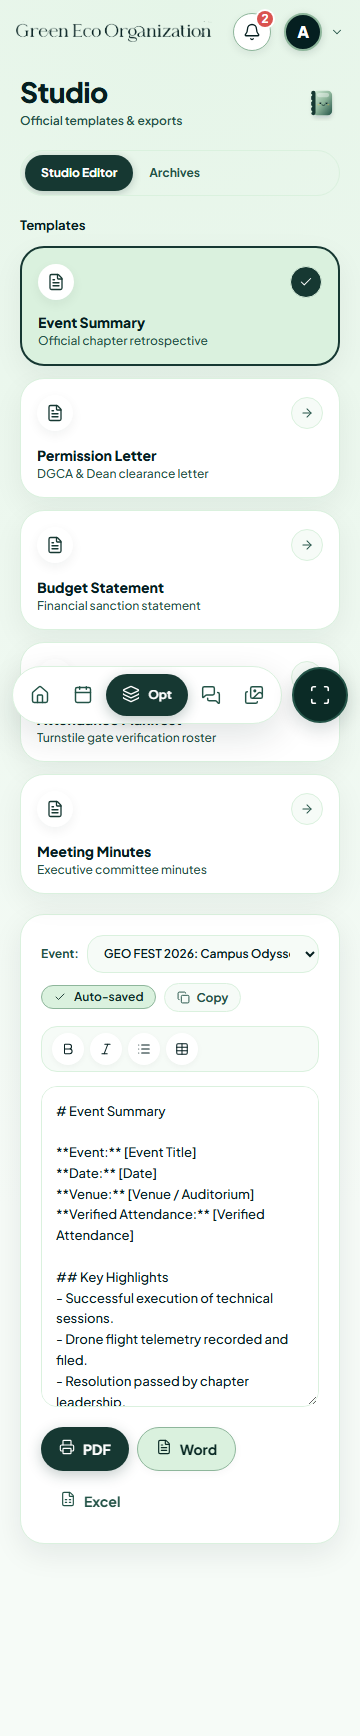 Green Eco Organization
2
A
Studio
Official templates & exports
Studio Editor
Archives
Templates
Event Summary
Official chapter retrospective
Permission Letter
DGCA & Dean clearance letter
Budget Statement
Financial sanction statement
Opt
Turnstile gate verification roster
Meeting Minutes
Executive committee minutes
Event:
GEO FEST 2026: Campus Odyss
Auto-saved
Copy
B
I
# Event Summary
**Event:** [Event Title]
**Date:** [Date]
**Venue:** [Venue / Auditorium]
**Verified Attendance:** [Verified
Attendance]
## Key Highlights
- Successful execution of technical
sessions.
- Drone flight telemetry recorded and
filed.
- Resolution passed by chapter
leadership.
PDF
Word
Excel